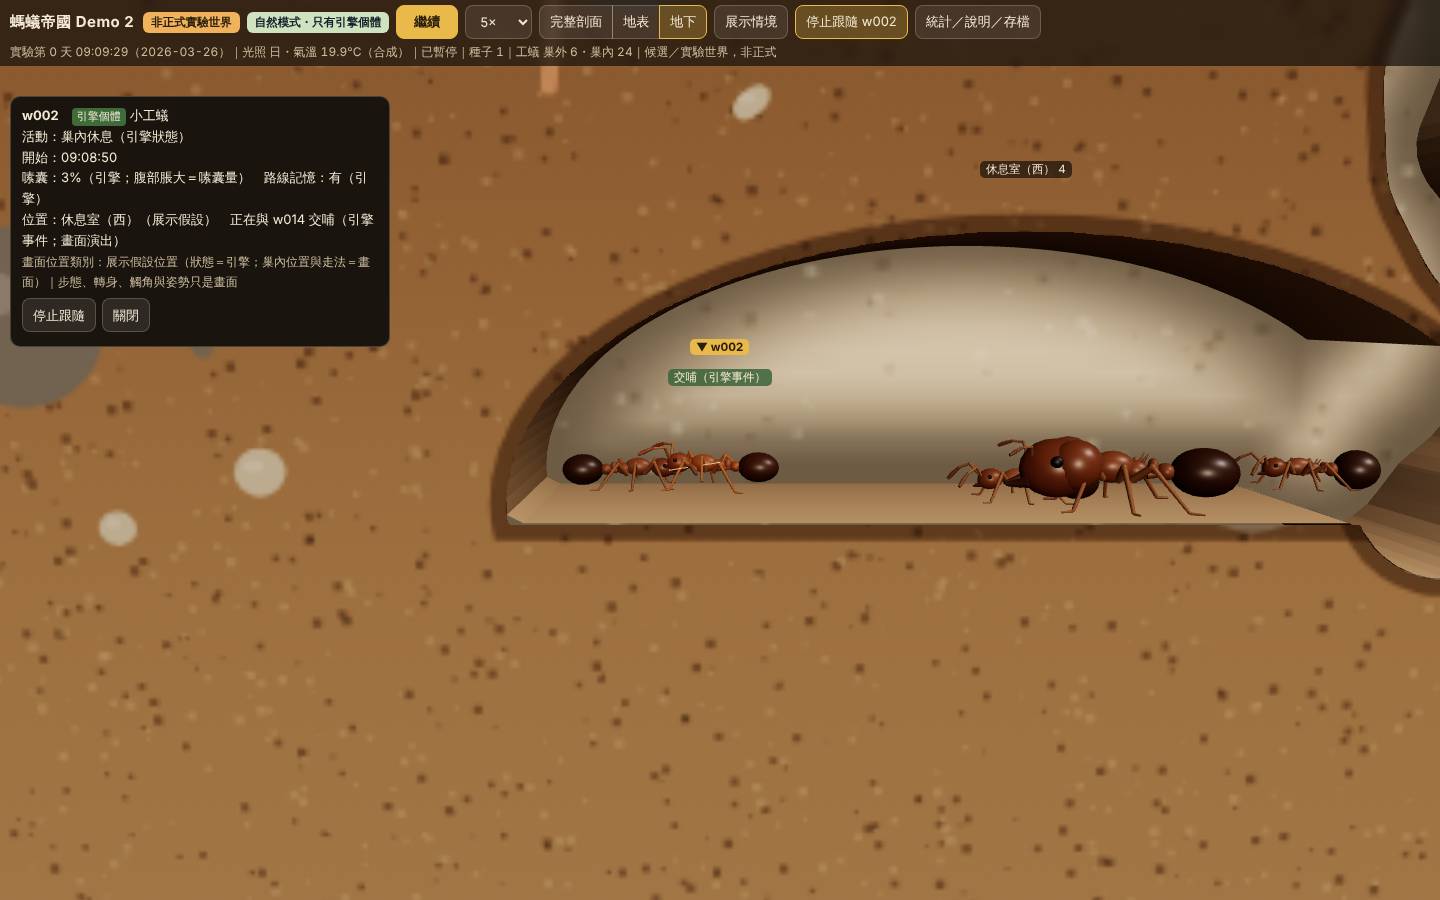 螞蟻帝國 Demo 2 非正式實驗世界 自然模式・只有引擎個體 繼續 5× 完整剖面 地表 地下 展示情境 停止跟隨 w002 統計／說明／存檔
實驗第 0 天 09:09:29（2026-03-26）｜光照 日・氣溫 19.9°C（合成）｜已暫停｜種子 1｜工蟻 巢外 6・巢內 24｜候選／實驗世界，非正式
w002 引擎個體 小工蟻
活動：巢內休息（引擎狀態）
開始：09:08:50
嗉囊：3%（引擎；腹部脹大＝嗉囊量） 路線記憶：有（引
擎）
位置：休息室（西）（展示假設） 正在與 w014 交哺（引擎
事件；畫面演出）
畫面位置類別：展示假設位置（狀態＝引擎；巢內位置與走法＝畫
面）｜步態、轉身、觸角與姿勢只是畫面
停止跟隨 關閉
休息室（西） 4
▼ w002
交哺（引擎事件）